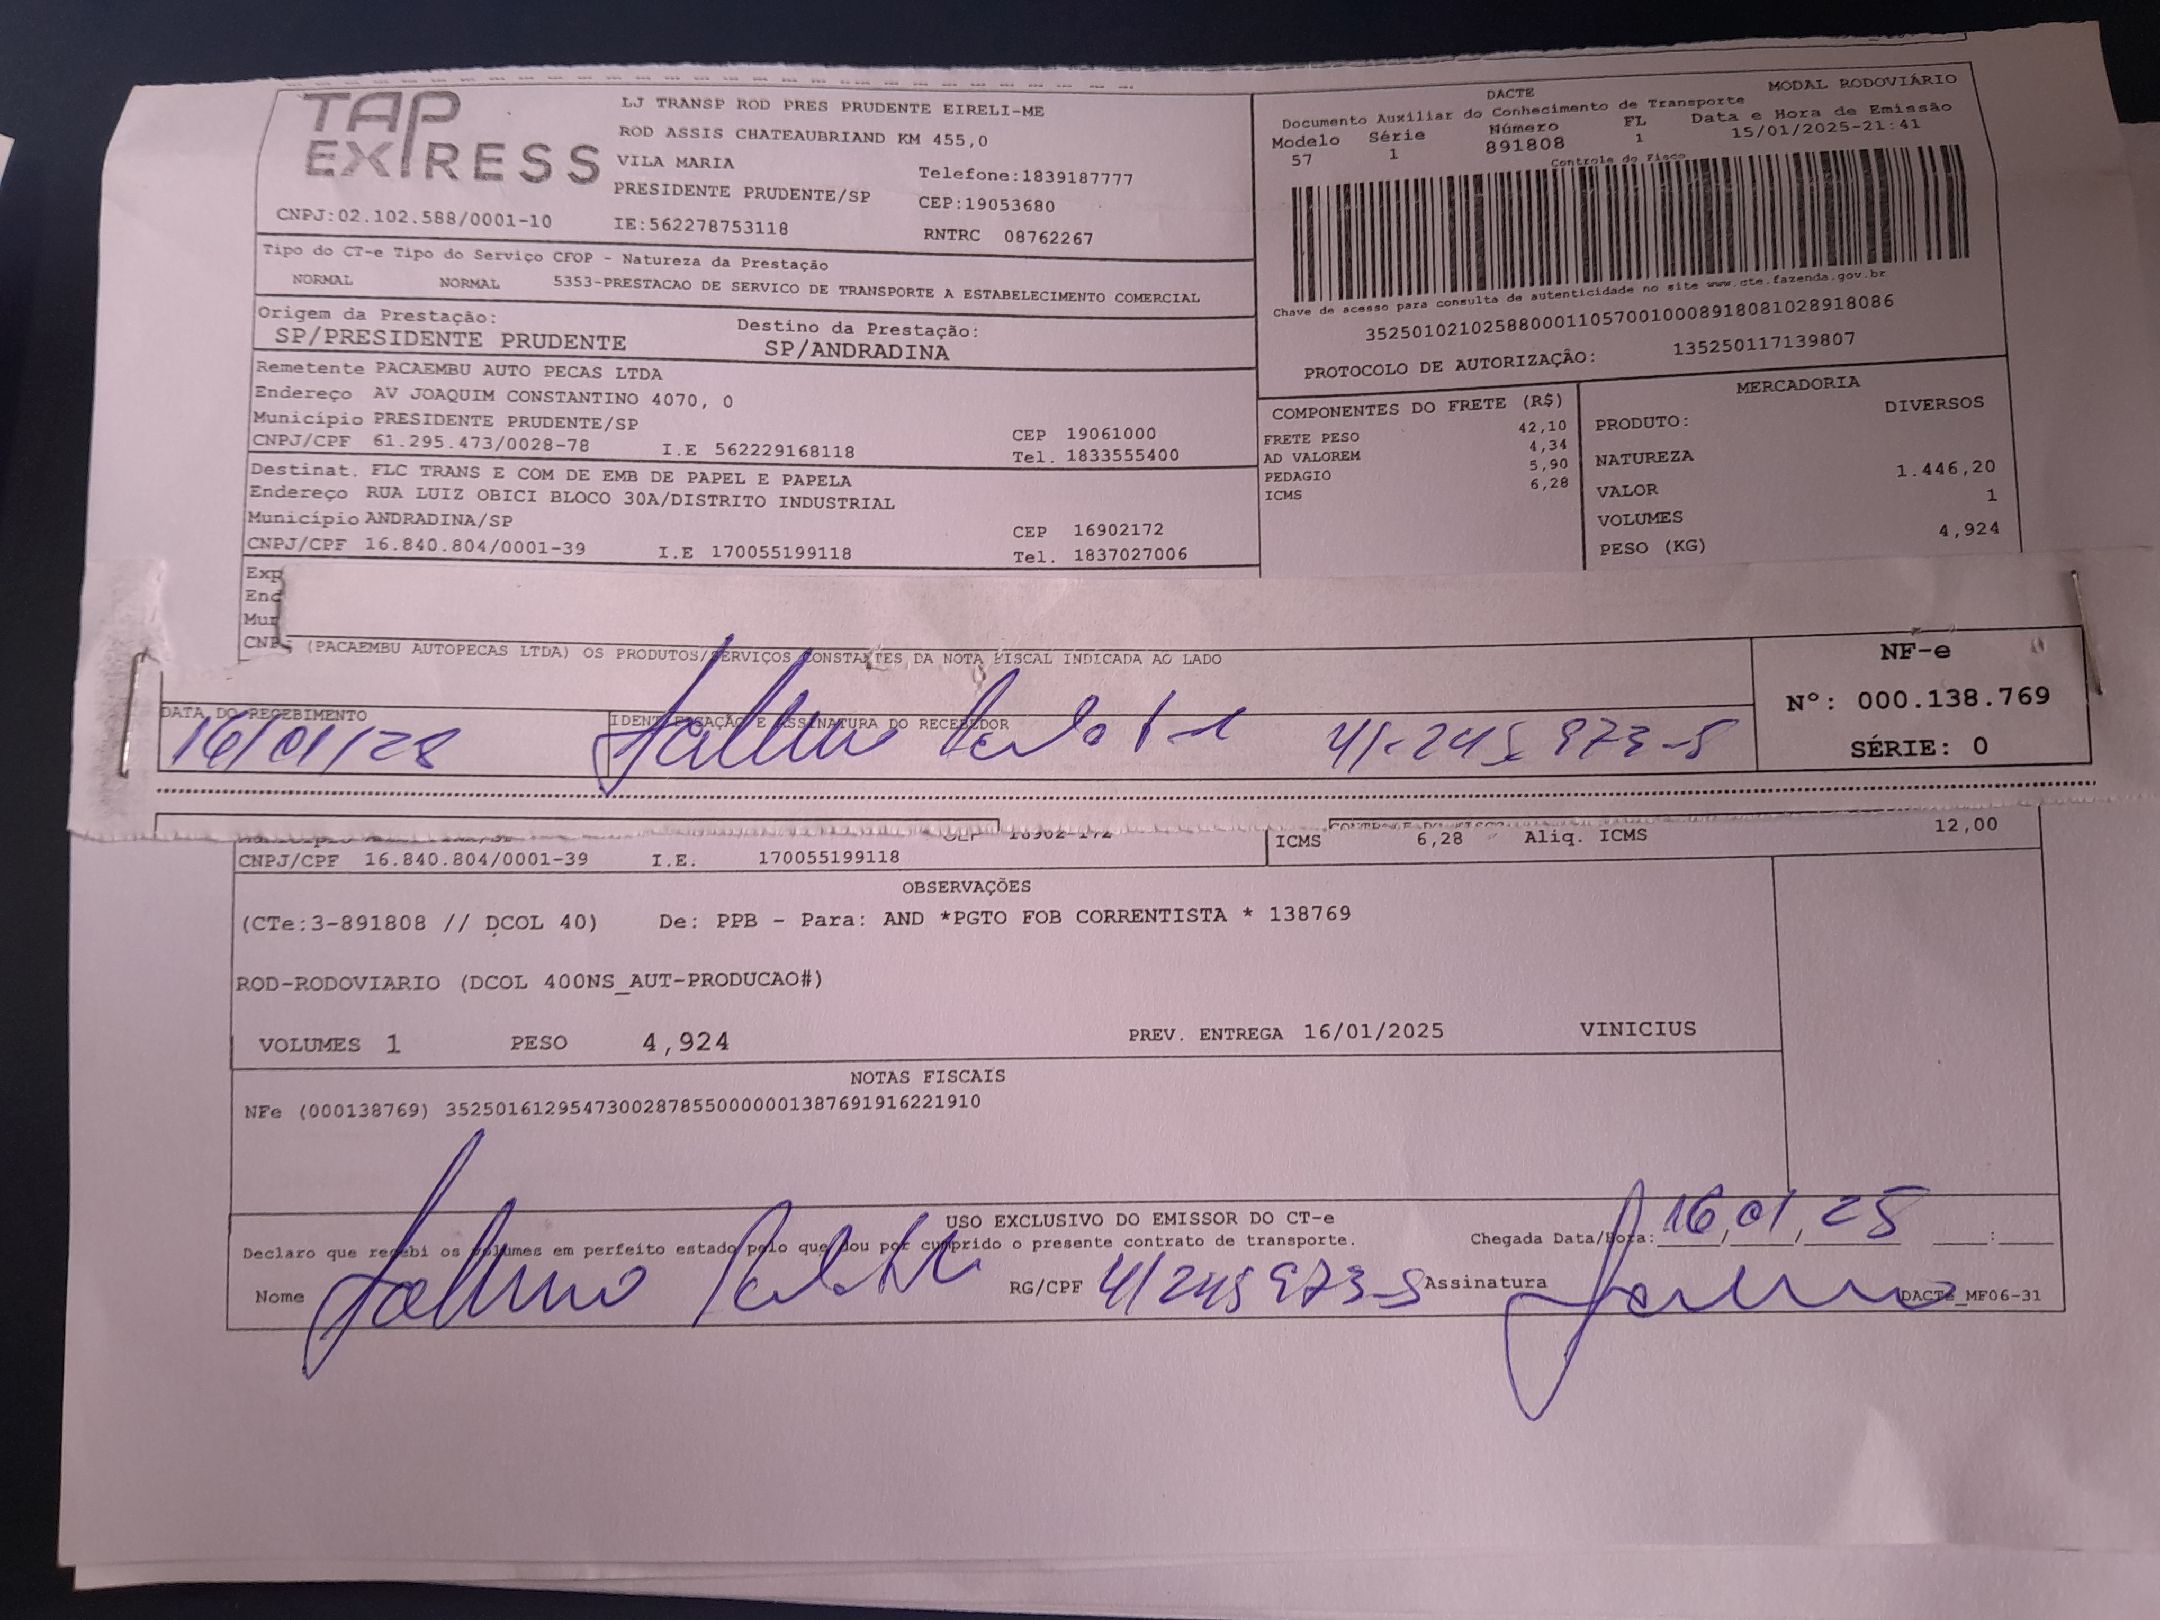 TAP EXPRESS
LJ TRANSP ROD PRES PRUDENTE EIRELI-ME
ROD ASSIS CHATEAUBRIAND KM 455,0
VILA MARIA Telefone:1839187777
PRESIDENTE PRUDENTE/SP CEP:19053680
CNPJ:02.102.588/0001-10 IE:562278753118 RNTRC 08762267
DACTE MODAL RODOVIÁRIO
Documento Auxiliar do Conhecimento de Transporte
Modelo Série Número FL Data e Hora de Emissão
57 1 891808 1 15/01/2025-21:41
Controle do Fisco
Chave de acesso para consulta de autenticidade no site www.cte.fazenda.gov.br
35250102102588000110570010008918081028918086
PROTOCOLO DE AUTORIZAÇÃO: 135250117139807
Tipo do CT-e Tipo do Serviço CFOP - Natureza da Prestação
NORMAL NORMAL 5353-PRESTACAO DE SERVICO DE TRANSPORTE A ESTABELECIMENTO COMERCIAL
Origem da Prestação: Destino da Prestação:
SP/PRESIDENTE PRUDENTE SP/ANDRADINA
Remetente PACAEMBU AUTO PECAS LTDA
Endereço AV JOAQUIM CONSTANTINO 4070, 0
Município PRESIDENTE PRUDENTE/SP CEP 19061000
CNPJ/CPF 61.295.473/0028-78 I.E 562229168118 Tel. 1833555400
Destinat. FLC TRANS E COM DE EMB DE PAPEL E PAPELA
Endereço RUA LUIZ OBICI BLOCO 30A/DISTRITO INDUSTRIAL
Município ANDRADINA/SP CEP 16902172
CNPJ/CPF 16.840.804/0001-39 I.E 170055199118 Tel. 1837027006
COMPONENTES DO FRETE (R$)
FRETE PESO 42,10
AD VALOREM 4,34
PEDAGIO 5,90
ICMS 6,28
MERCADORIA
PRODUTO: DIVERSOS
NATUREZA
VALOR 1.446,20
VOLUMES 1
PESO (KG) 4,924
Exp
End
Mun
CNP
(PACAEMBU AUTOPECAS LTDA) OS PRODUTOS/SERVIÇOS CONSTANTES DA NOTA FISCAL INDICADA AO LADO
NF-e
Nº: 000.138.769
SÉRIE: 0
DATA DO RECEBIMENTO IDENTIFICAÇÃO E ASSINATURA DO RECEBEDOR
16/01/25 41.245.973-5
CEP 16902-172
CNPJ/CPF 16.840.804/0001-39 I.E. 170055199118
ICMS 6,28 Aliq. ICMS 12,00
OBSERVAÇÕES
(CTe:3-891808 // DCOL 40) De: PPB - Para: AND *PGTO FOB CORRENTISTA * 138769
ROD-RODOVIARIO (DCOL 400NS_AUT-PRODUCAO#)
VOLUMES 1 PESO 4,924 PREV. ENTREGA 16/01/2025 VINICIUS
NOTAS FISCAIS
NFe (000138769) 35250161295473002878550000001387691916221910
USO EXCLUSIVO DO EMISSOR DO CT-e
Declaro que recebi os volumes em perfeito estado pelo que dou por cumprido o presente contrato de transporte. Chegada Data/Hora: 16/01/25 :
Nome RG/CPF 41245973-5 Assinatura
DACTE_MF06-31